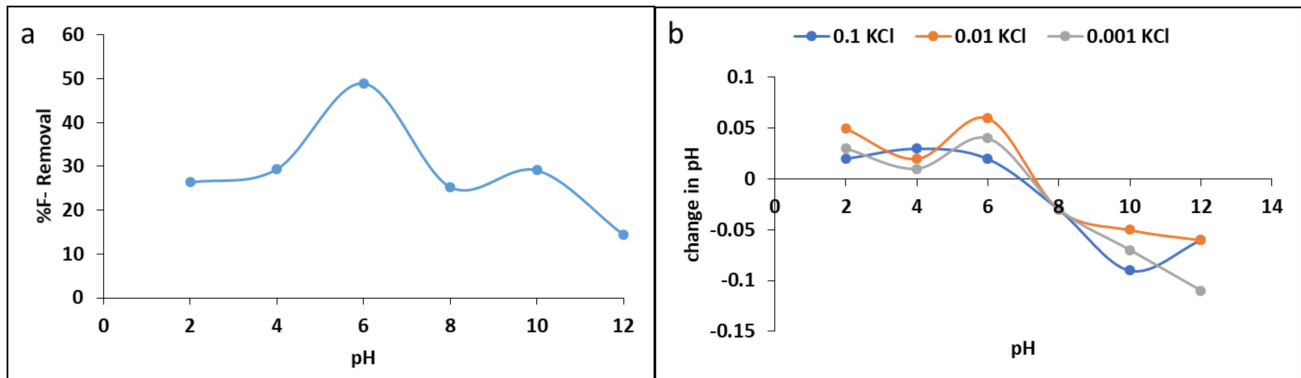 a
60
50
40
30
20
10
0
%F- Removal
0 2 4 6 8 10 12
pH
b
0.1 KCl 0.01 KCl 0.001 KCl
0.1
0.05
0
-0.05
-0.1
-0.15
change in pH
0 2 4 6 8 10 12 14
pH